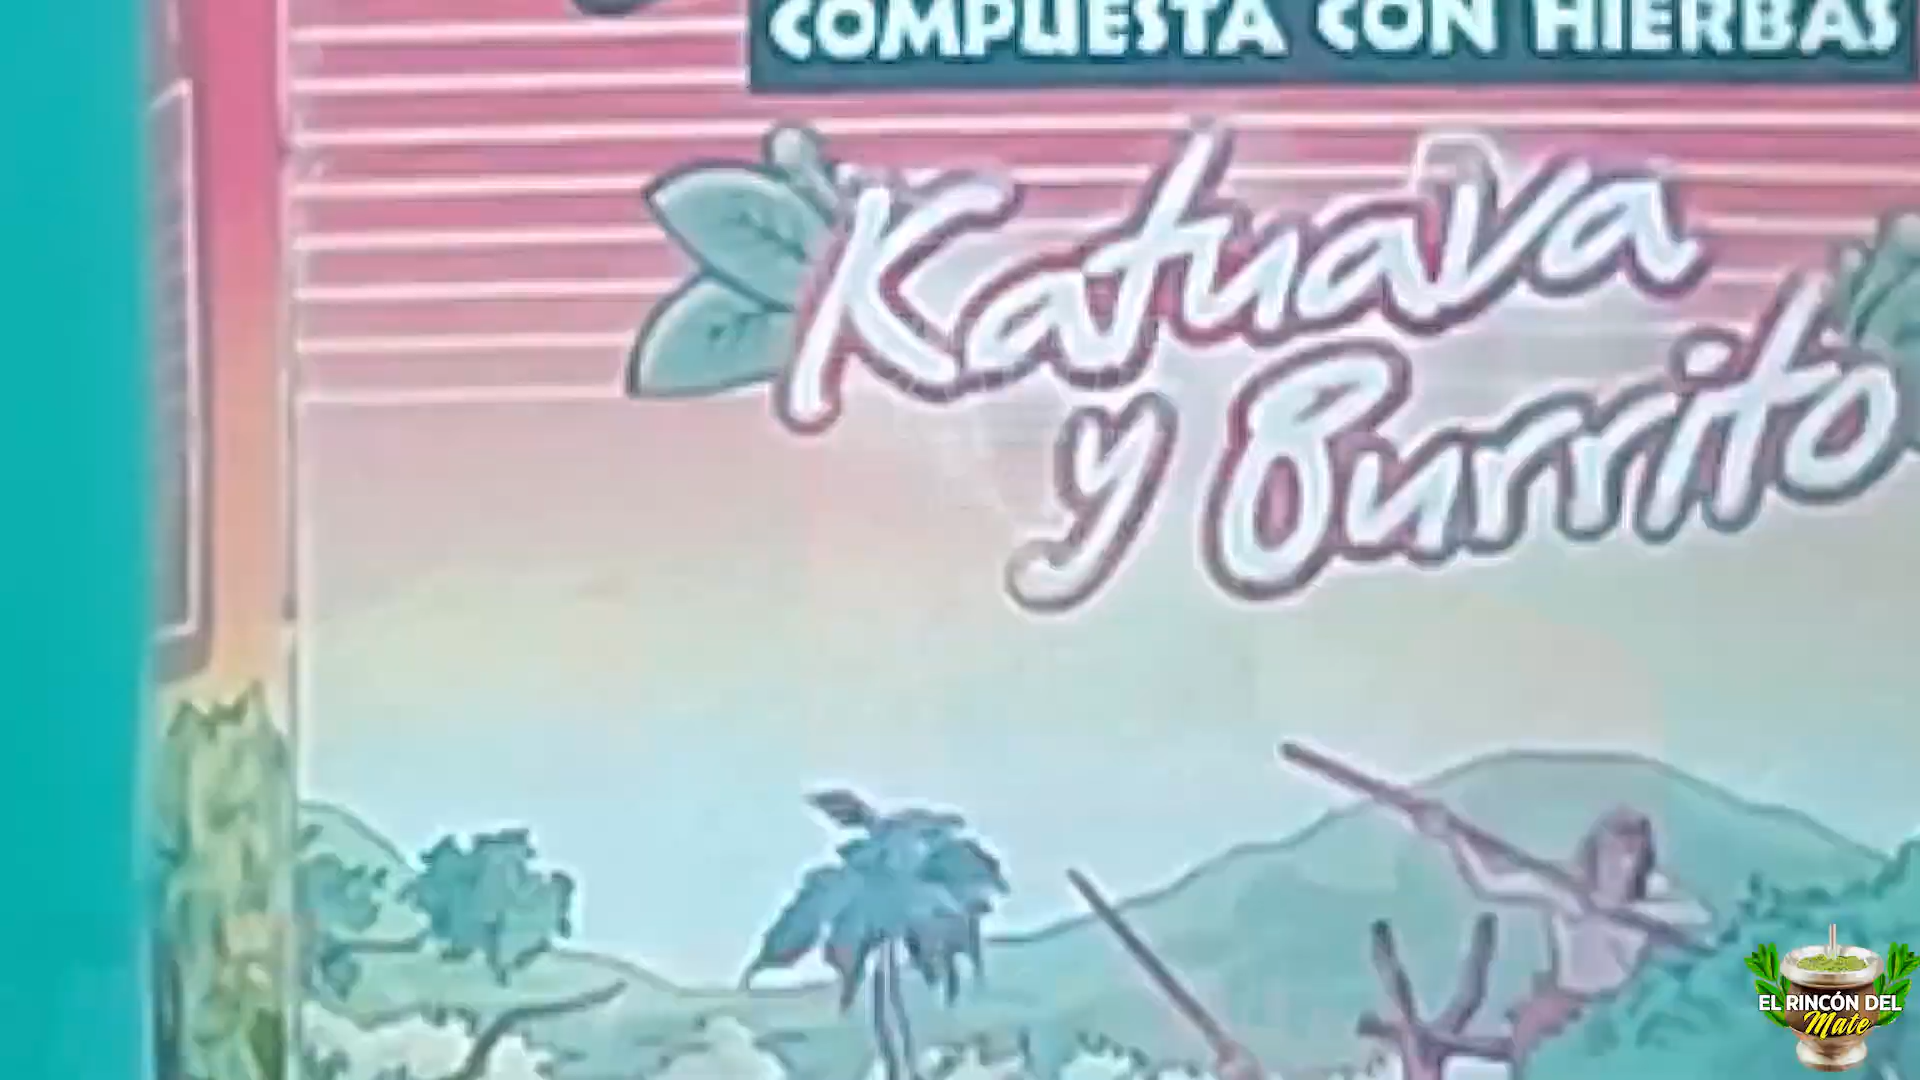 COMPUESTA CON HIERBAS
Katuava
y Burrito
EL RINCÓN DEL
Mate